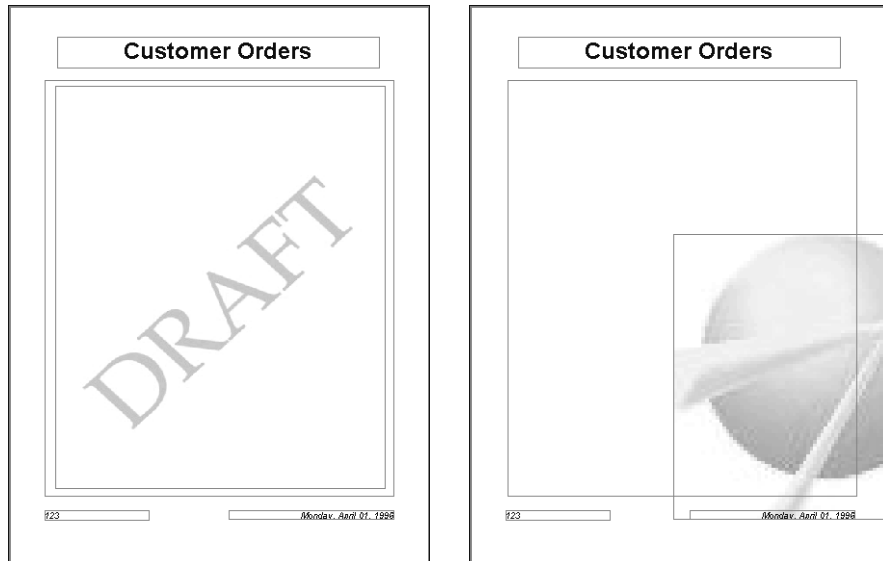 Customer Orders
DRAFT
123
Monday, April 01, 1996
Customer Orders
123
Monday, April 01, 1996